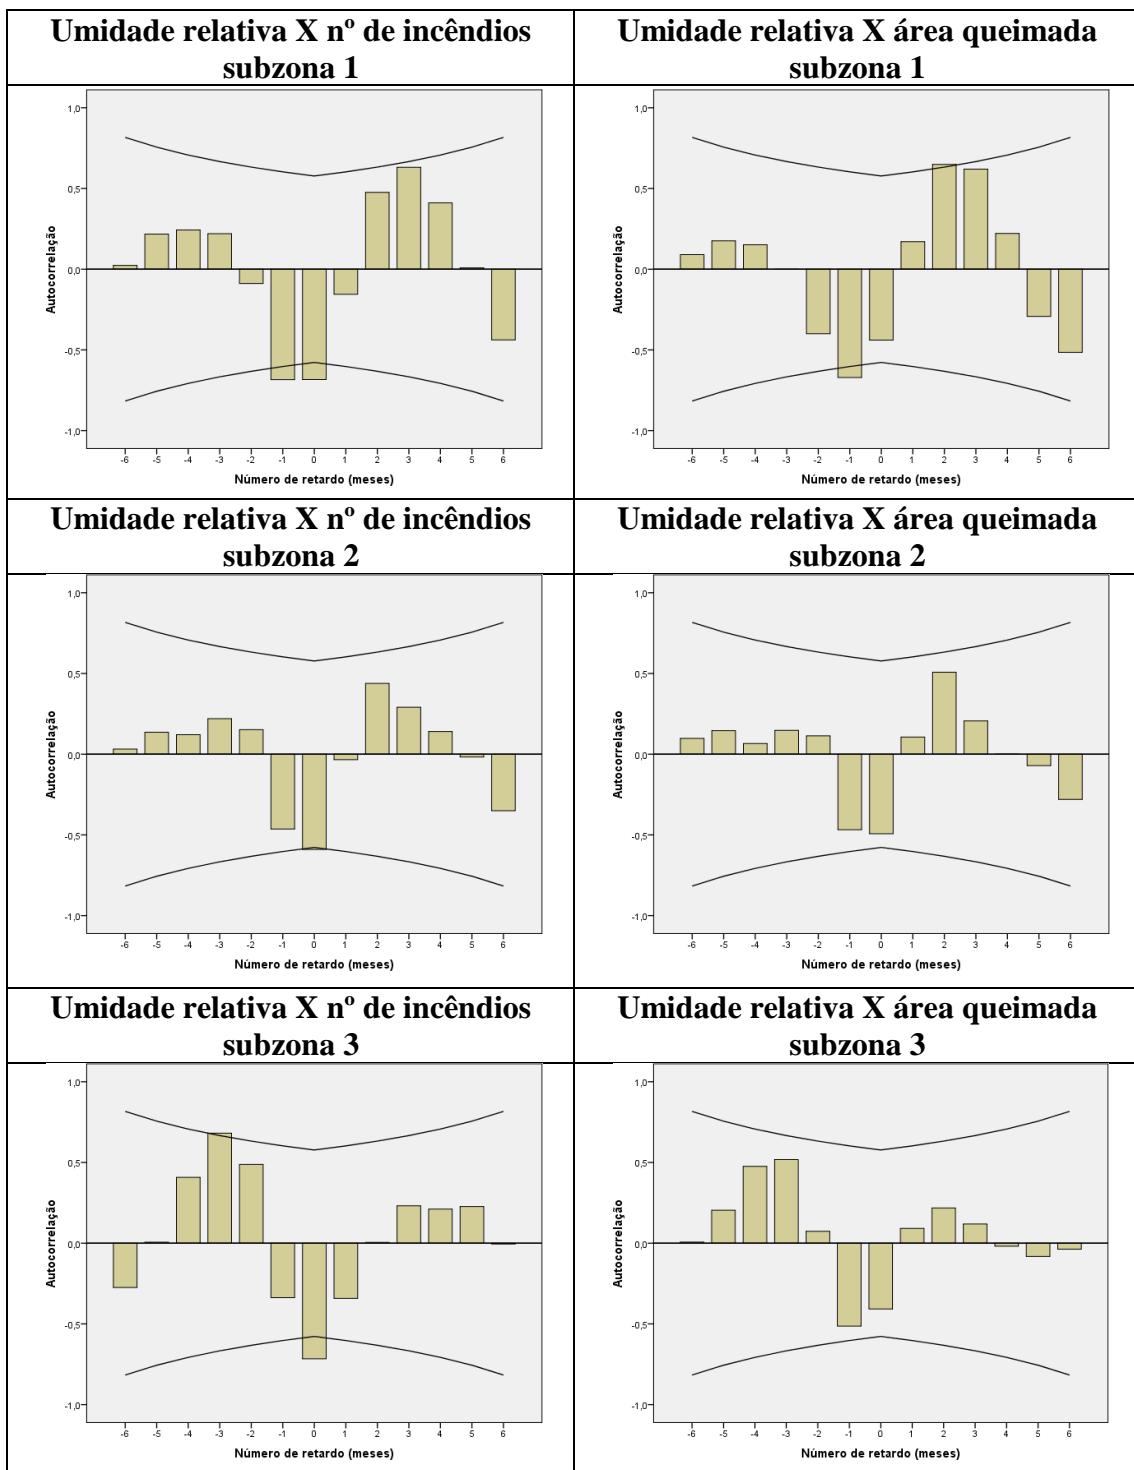 Umidade relativa X nº de incêndios
subzona 1
1,0
0,5
0,0
-0,5
-1,0
Autocorrelação
-6 -5 -4 -3 -2 -1 0 1 2 3 4 5 6
Número de retardo (meses)
Umidade relativa X área queimada
subzona 1
1,0
0,5
0,0
-0,5
-1,0
Autocorrelação
-6 -5 -4 -3 -2 -1 0 1 2 3 4 5 6
Número de retardo (meses)
Umidade relativa X nº de incêndios
subzona 2
1,0
0,5
0,0
-0,5
-1,0
Autocorrelação
-6 -5 -4 -3 -2 -1 0 1 2 3 4 5 6
Número de retardo (meses)
Umidade relativa X área queimada
subzona 2
1,0
0,5
0,0
-0,5
-1,0
Autocorrelação
-6 -5 -4 -3 -2 -1 0 1 2 3 4 5 6
Número de retardo (meses)
Umidade relativa X nº de incêndios
subzona 3
1,0
0,5
0,0
-0,5
-1,0
Autocorrelação
-6 -5 -4 -3 -2 -1 0 1 2 3 4 5 6
Número de retardo (meses)
Umidade relativa X área queimada
subzona 3
1,0
0,5
0,0
-0,5
-1,0
Autocorrelação
-6 -5 -4 -3 -2 -1 0 1 2 3 4 5 6
Número de retardo (meses)